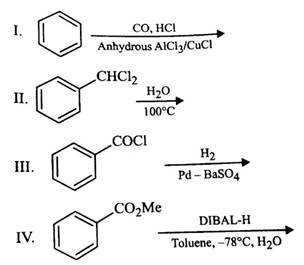 I. CO, HCl
Anhydrous AlCl₃/CuCl
CHCl₂
II. H₂O
100°C
COCl
III. H₂
Pd – BaSO₄
CO₂Me
IV. DIBAL-H
Toluene, –78°C, H₂O